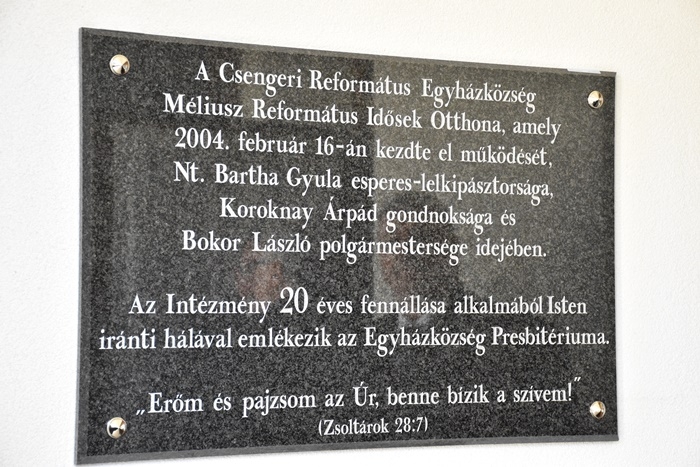 A Csengeri Református Egyházközség
Méliusz Református Idősek Otthona, amely
2004. február 16-án kezdte el működését,
Nt. Bartha Gyula esperes-lelkipásztorsága,
Koroknay Árpád gondnoksága és
Bokor László polgármestersége idejében.
Az Intézmény 20 éves fennállása alkalmából Isten
iránti hálával emlékezik az Egyházközség Presbitériuma.
„Erőm és pajzsom az Úr, benne bízik a szívem!”
(Zsoltárok 28:7)